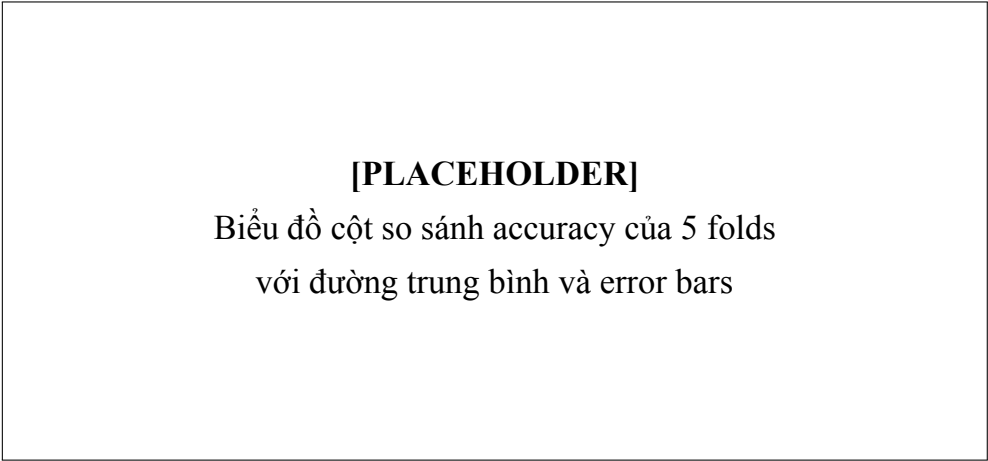 [PLACEHOLDER]
Biểu đồ cột so sánh accuracy của 5 folds
với đường trung bình và error bars